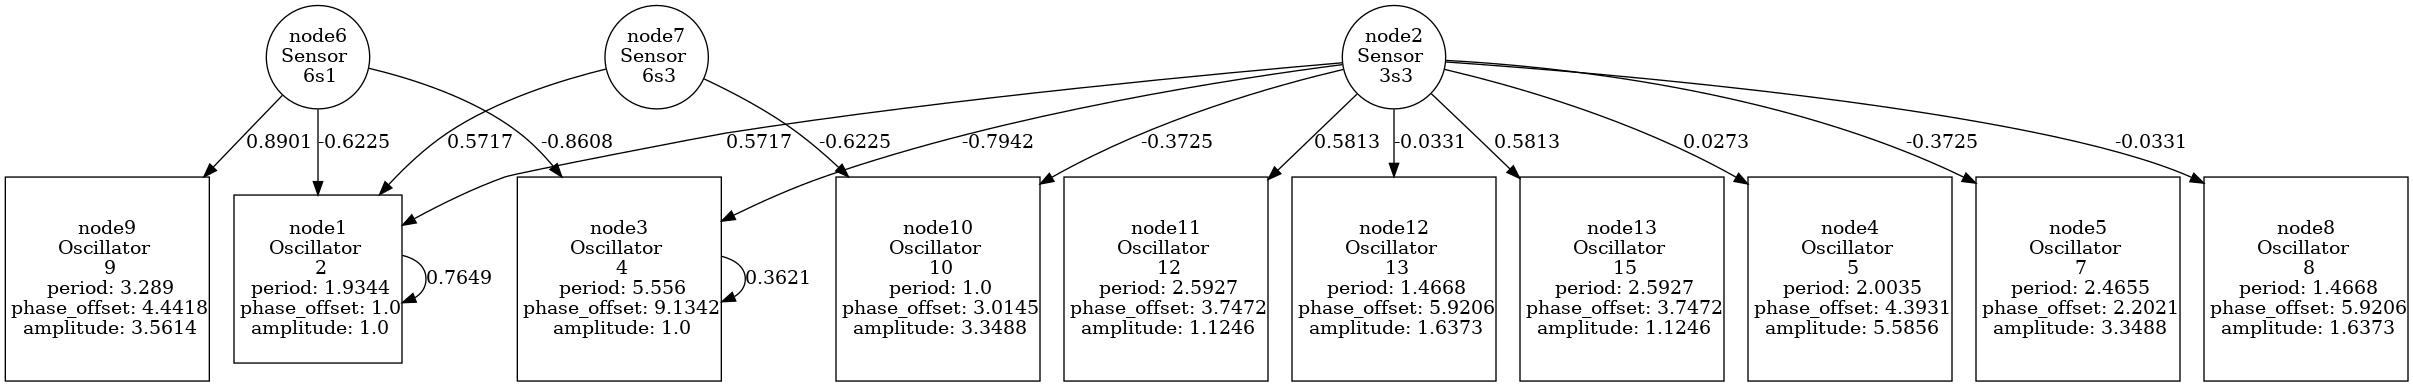 node6
Sensor
6s1
node7
Sensor
6s3
node2
Sensor
3s3
0.8901
-0.6225
0.5717
-0.8608
0.5717
-0.7942
-0.6225
-0.3725
0.5813
-0.0331
0.5813
0.0273
-0.3725
-0.0331
node9
Oscillator
9
period: 3.289
phase_offset: 4.4418
amplitude: 3.5614
node1
Oscillator
2
period: 1.9344
phase_offset: 1.0
amplitude: 1.0
0.7649
node3
Oscillator
4
period: 5.556
phase_offset: 9.1342
amplitude: 1.0
0.3621
node10
Oscillator
10
period: 1.0
phase_offset: 3.0145
amplitude: 3.3488
node11
Oscillator
12
period: 2.5927
phase_offset: 3.7472
amplitude: 1.1246
node12
Oscillator
13
period: 1.4668
phase_offset: 5.9206
amplitude: 1.6373
node13
Oscillator
15
period: 2.5927
phase_offset: 3.7472
amplitude: 1.1246
node4
Oscillator
5
period: 2.0035
phase_offset: 4.3931
amplitude: 5.5856
node5
Oscillator
7
period: 2.4655
phase_offset: 2.2021
amplitude: 3.3488
node8
Oscillator
8
period: 1.4668
phase_offset: 5.9206
amplitude: 1.6373